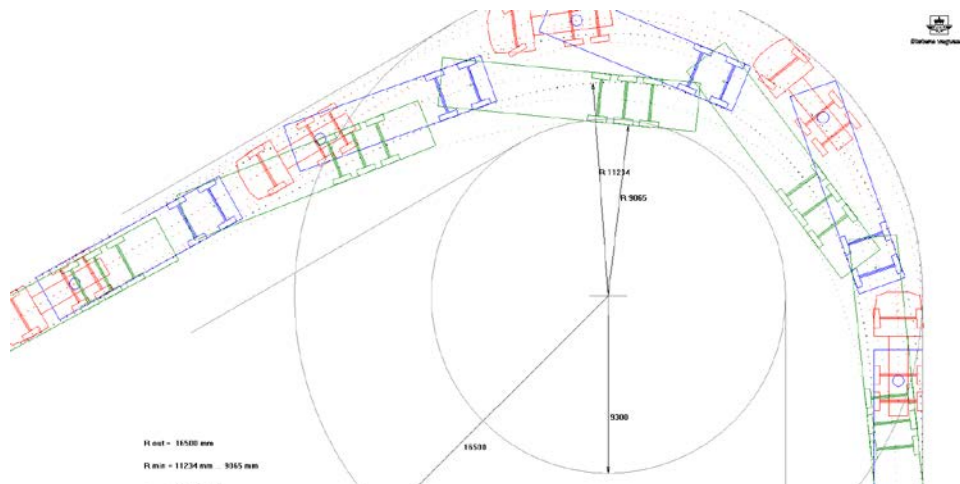 Statens vegvesen
R 11234
R 9065
9300
16500
R out = 16500 mm
R min = 11234 mm ... 9065 mm